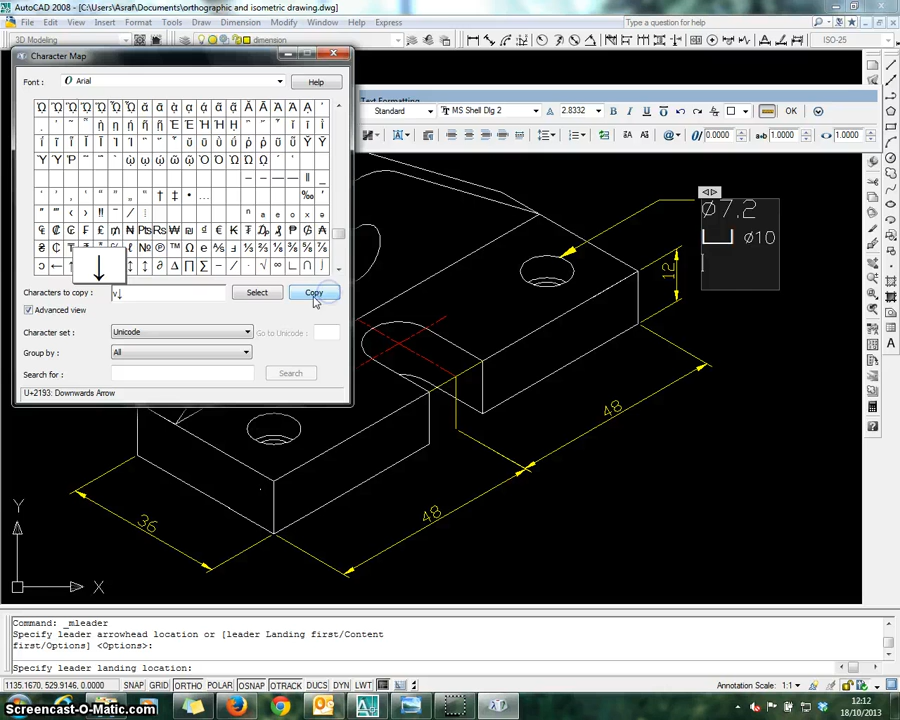 AutoCAD 2008 - [C:\Users\Asraf\Documents\orthographic and isometric drawing.dwg]
File Edit View Insert Format Tools Draw Dimension Modify Window Help Express
Type a question for help
3D Modeling
dimension
ISO-25
Character Map
Font : Arial
Help
Text Formatting
Standard
MS Shell Dlg 2
2.8332
B I U
OK
0.0000
a•b 1.0000
1.0000
Ø7.2
Ø10
12
↓
Characters to copy : v↓
Select
Copy
Advanced view
Character set : Unicode
Go to Unicode :
Group by : All
Search for :
Search
U+2193: Downwards Arrow
48
48
36
Y
X
Command: _mleader
Specify leader arrowhead location or [leader Landing first/Content
first/Options] <Options>:
Specify leader landing location:
1135.1670, 529.9146, 0.0000
SNAP GRID ORTHO POLAR OSNAP OTRACK DUCS DYN LWT
Annotation Scale: 1:1
Screencast-O-Matic.com
12:12
18/10/2013